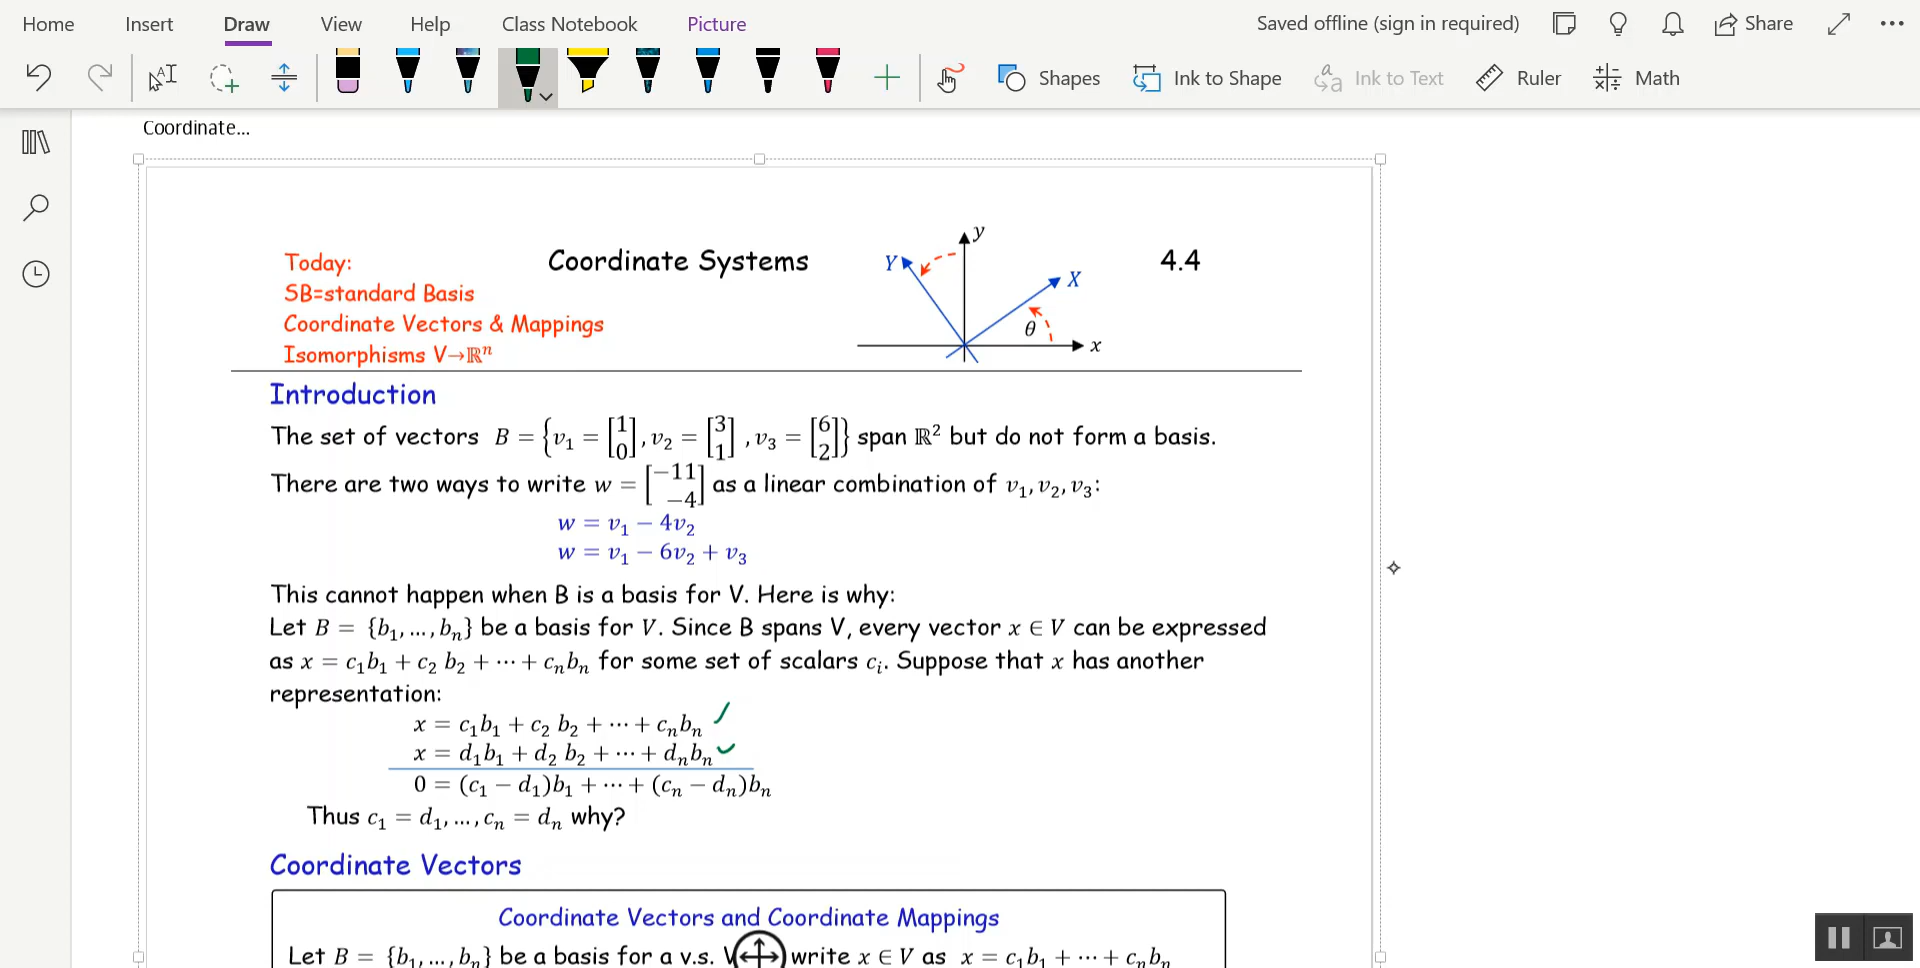 Home Insert Draw View Help Class Notebook Picture Saved offline (sign in required) Share
Shapes Ink to Shape Ink to Text Ruler Math
Coordinate...
Today: Coordinate Systems 4.4
SB=standard Basis
Coordinate Vectors & Mappings
Isomorphisms V→ℝⁿ
y
Y
X
θ
x
Introduction
The set of vectors B = {v₁ = [1 0], v₂ = [3 1], v₃ = [6 2]} span ℝ² but do not form a basis.
There are two ways to write w = [−11 −4] as a linear combination of v₁, v₂, v₃:
w = v₁ − 4v₂
w = v₁ − 6v₂ + v₃
This cannot happen when B is a basis for V. Here is why:
Let B = {b₁, …, bₙ} be a basis for V. Since B spans V, every vector x ∈ V can be expressed
as x = c₁b₁ + c₂ b₂ + ⋯ + cₙbₙ for some set of scalars cᵢ. Suppose that x has another
representation:
x = c₁b₁ + c₂ b₂ + ⋯ + cₙbₙ
x = d₁b₁ + d₂ b₂ + ⋯ + dₙbₙ
0 = (c₁ − d₁)b₁ + ⋯ + (cₙ − dₙ)bₙ
Thus c₁ = d₁, …, cₙ = dₙ why?
Coordinate Vectors
Coordinate Vectors and Coordinate Mappings
Let B = {b₁, …, bₙ} be a basis for a v.s. write x ∈ V as x = c₁b₁ + ⋯ + cₙbₙ